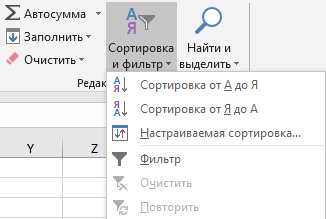 Автосумма
Заполнить
Очистить
Сортировка и фильтр
Найти и выделить
Редак
Сортировка от А до Я
Сортировка от Я до А
Настраиваемая сортировка...
Фильтр
Очистить
Повторить
Y Z